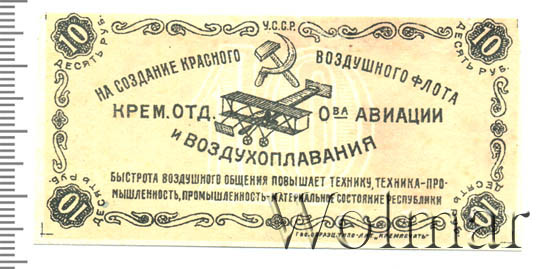 У.С.С.Р.
10 ДЕСЯТЬ РУБ.
10 ДЕСЯТЬ РУБ.
НА СОЗДАНИЕ КРАСНОГО ВОЗДУШНОГО ФЛОТА
КРЕМ. ОТД. О ВА АВИАЦИИ
И ВОЗДУХОПЛАВАНИЯ
БЫСТРОТА ВОЗДУШНОГО ОБЩЕНИЯ ПОВЫШАЕТ ТЕХНИКУ, ТЕХНИКА-ПРО-
МЫШЛЕННОСТЬ, ПРОМЫШЛЕННОСТЬ-МАТЕРИАЛЬНОЕ СОСТОЯНИЕ РЕСПУБЛИКИ
10 ДЕСЯТЬ РУБ.
10 ДЕСЯТЬ РУБ.
Wolmar